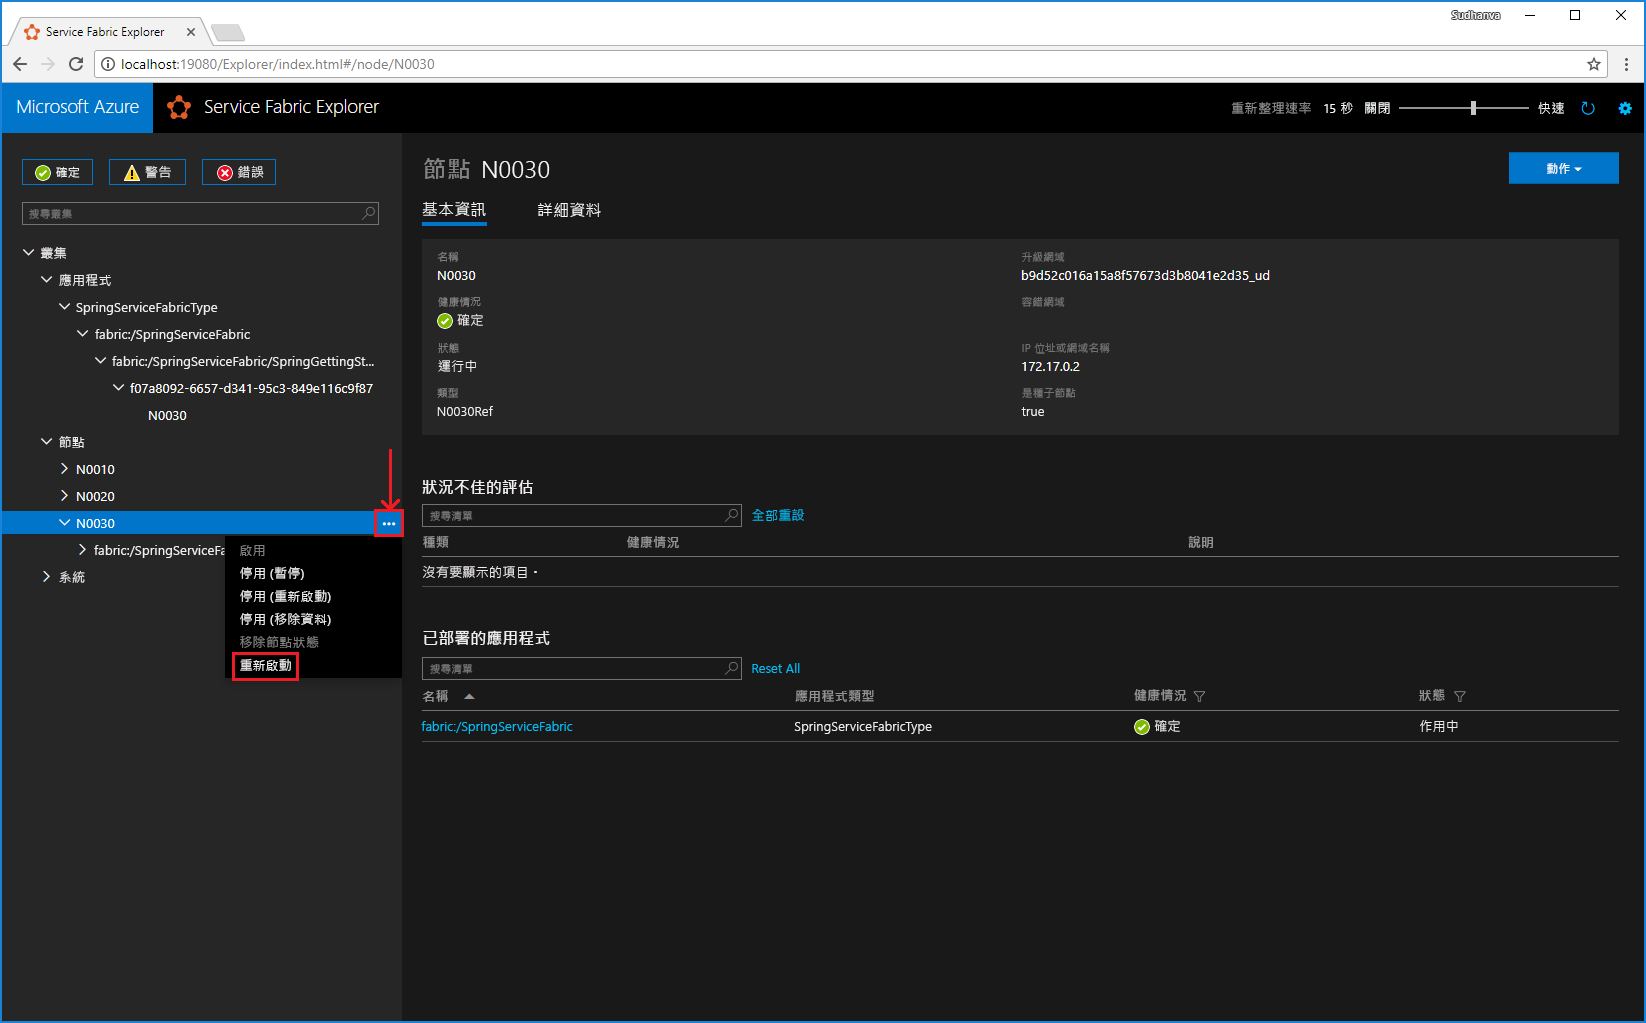 Sudhanva
Service Fabric Explorer
localhost:19080/Explorer/index.html#/node/N0030
Microsoft Azure
Service Fabric Explorer
重新整理速率 15 秒 關閉 快速
確定 警告 錯誤
搜尋叢集
叢集
應用程式
SpringServiceFabricType
fabric:/SpringServiceFabric
fabric:/SpringServiceFabric/SpringGettingSt...
f07a8092-6657-d341-95c3-849e116c9f87
N0030
節點
N0010
N0020
N0030
fabric:/SpringServiceFa
系統
啟用
停用 (暫停)
停用 (重新啟動)
停用 (移除資料)
移除節點狀態
重新啟動
節點 N0030
動作
基本資訊 詳細資料
名稱
N0030
健康情況
確定
狀態
運行中
類型
N0030Ref
升級網域
b9d52c016a15a8f57673d3b8041e2d35_ud
容錯網域
IP 位址或網域名稱
172.17.0.2
是種子節點
true
狀況不佳的評估
搜尋清單 全部重設
種類 健康情況 說明
沒有要顯示的項目。
已部署的應用程式
搜尋清單 Reset All
名稱 應用程式類型 健康情況 狀態
fabric:/SpringServiceFabric SpringServiceFabricType 確定 作用中